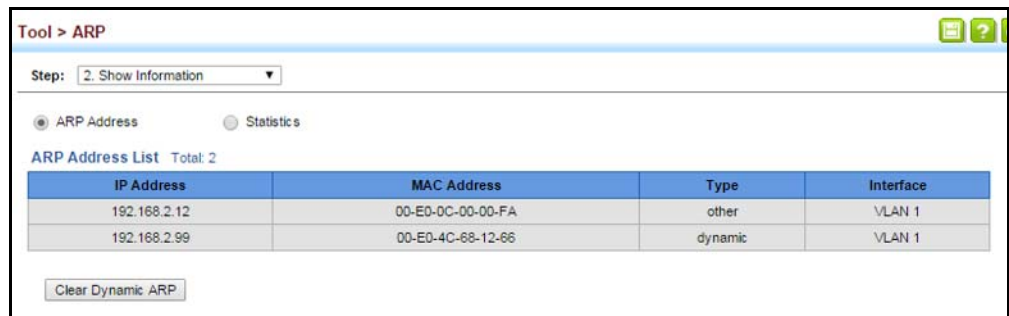 Tool > ARP
?
Step: 2. Show Information
ARP Address Statistics
ARP Address List Total: 2
IP Address MAC Address Type Interface
192.168.2.12 00-E0-0C-00-00-FA other VLAN 1
192.168.2.99 00-E0-4C-68-12-66 dynamic VLAN 1
Clear Dynamic ARP